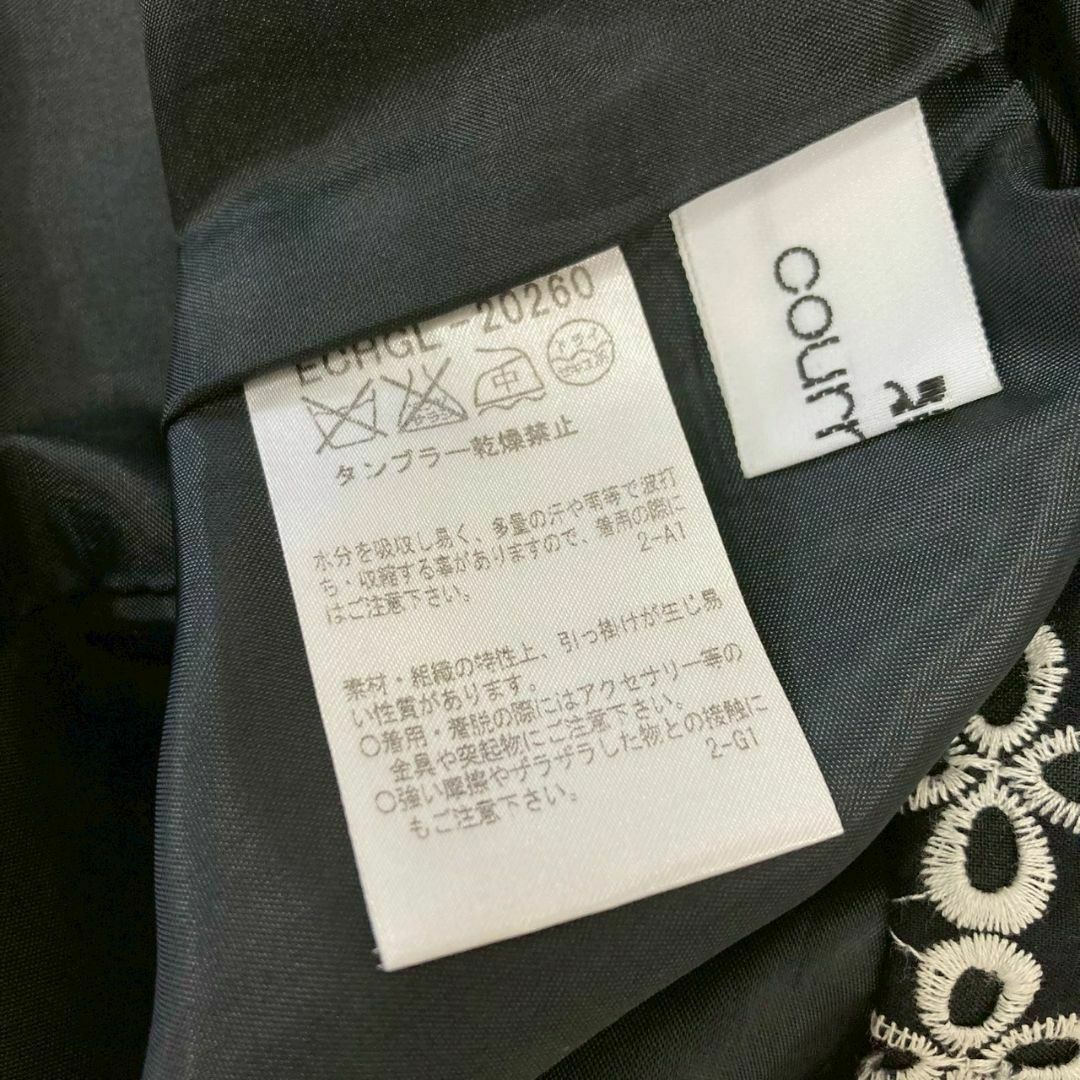 ECHGL-20260
中
ドライ
タンブラー乾燥禁止
水分を吸収し易く、多量の汗や雨等で波打
ち・収縮する事がありますので、着用の際に
はご注意下さい。
2-A1
素材・組織の特性上、引っ掛けが生じ易
い性質があります。
○着用・着脱の際にはアクセサリー等の
金具や突起物にご注意下さい。
○強い摩擦やザラザラした物との接触に
もご注意下さい。
2-G1
cour